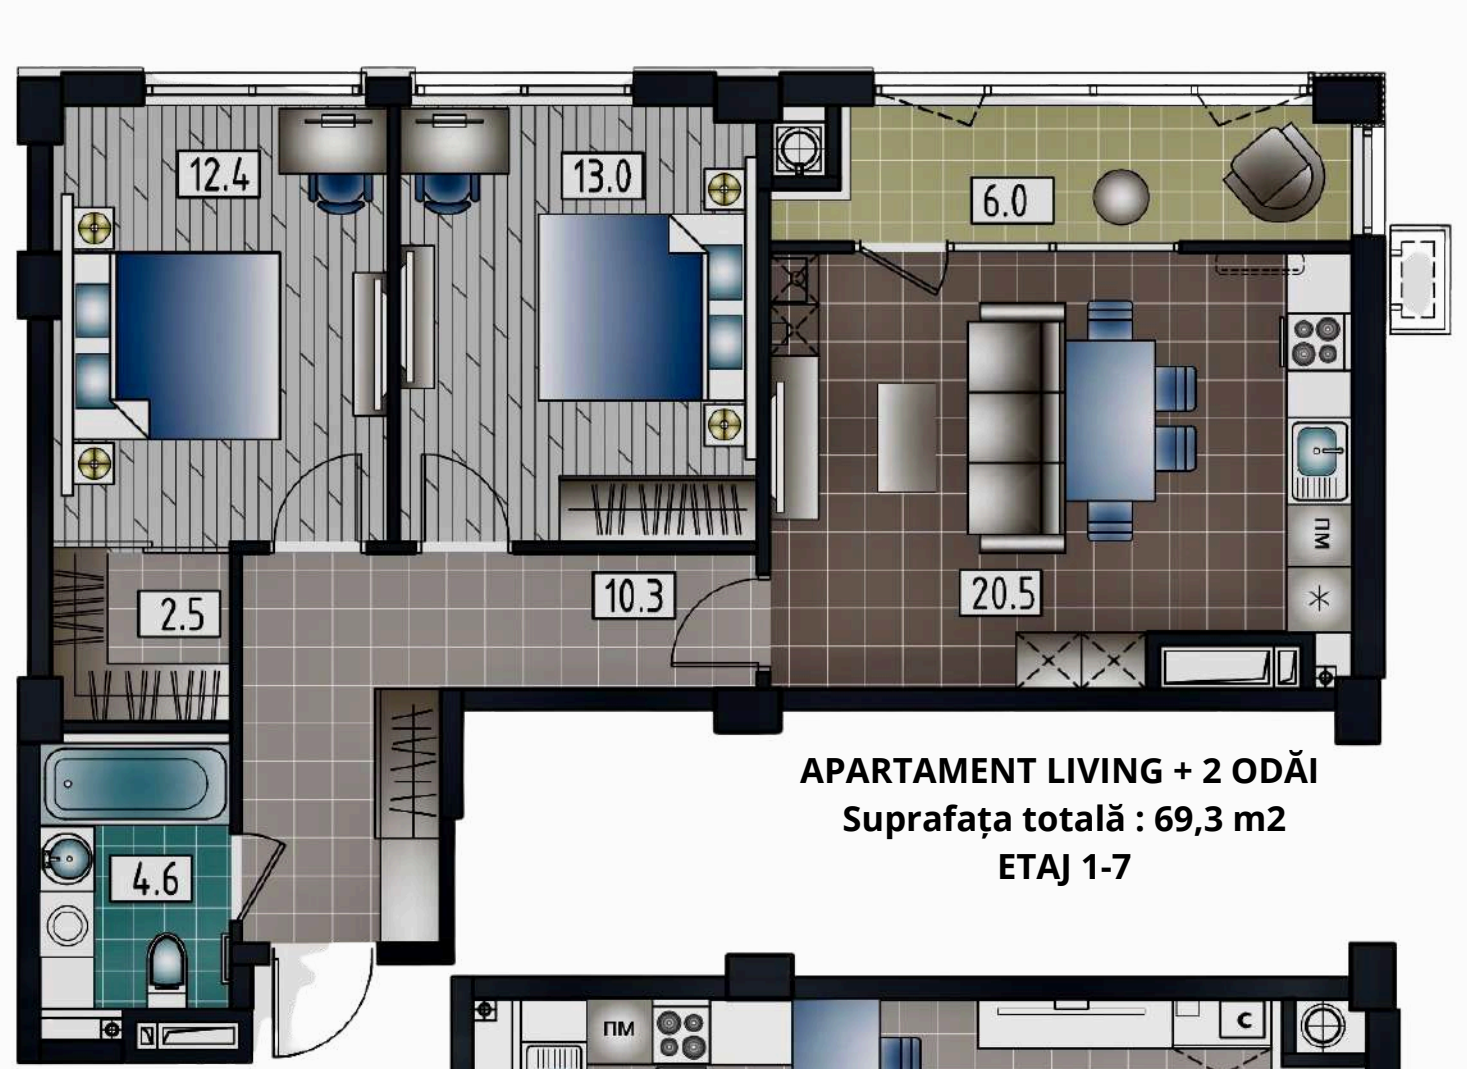 12.4
13.0
6.0
2.5
10.3
20.5
ПМ
APARTAMENT LIVING + 2 ODĂI
Suprafața totală : 69,3 m2
ETAJ 1-7
4.6
ПМ
C